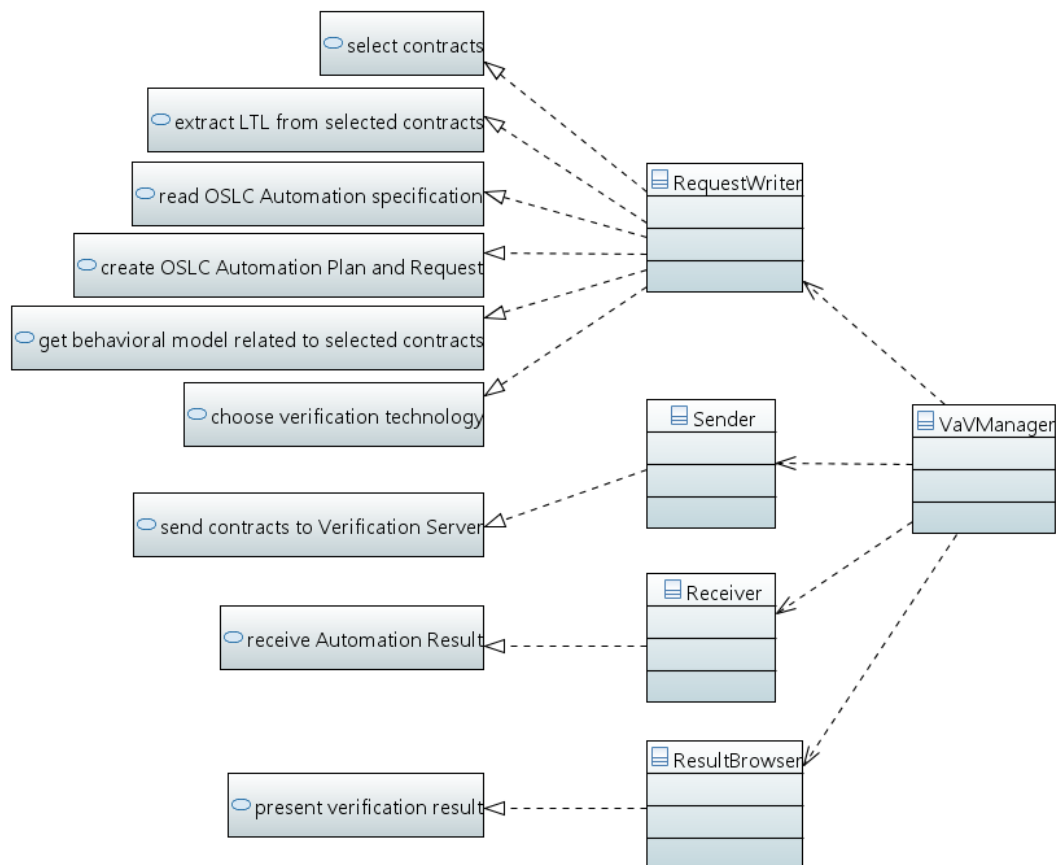 select contracts
extract LTL from selected contracts
read OSLC Automation specification
create OSLC Automation Plan and Request
get behavioral model related to selected contracts
choose verification technology
send contracts to Verification Server
receive Automation Result
present verification result
RequestWriter
Sender
Receiver
ResultBrowser
VaVManager